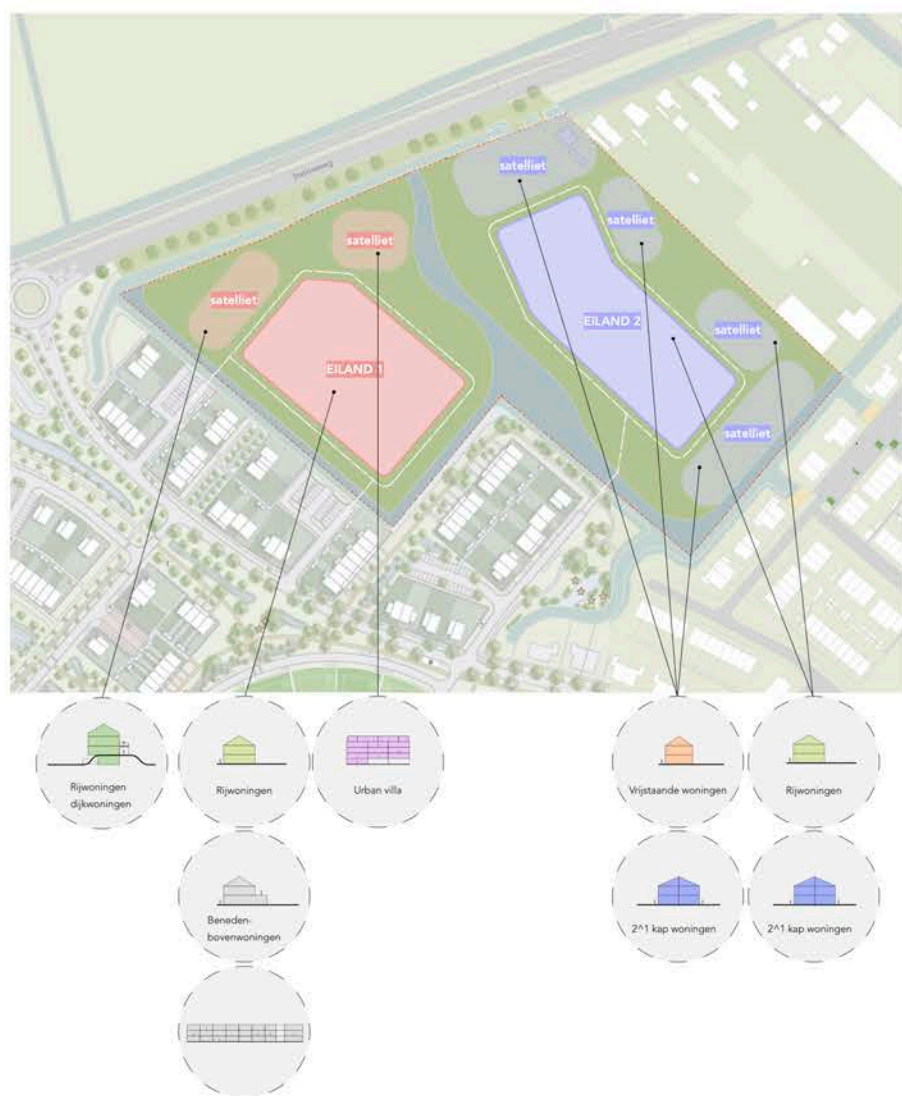 Stationsweg
satelliet
satelliet
satelliet
satelliet
EILAND 1
EILAND 2
satelliet
satelliet
Rijwoningen
dijkwoningen
Rijwoningen
Urban villa
Vrijstaande woningen
Rijwoningen
Beneden-
bovenwoningen
2^1 kap woningen
2^1 kap woningen